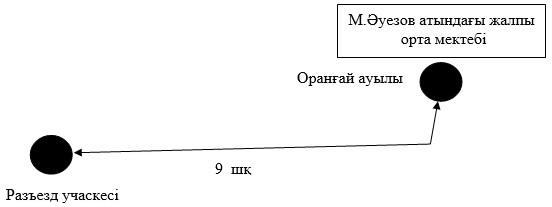 М.Әуезов атындағы жалпы
орта мектебі
Оранғай ауылы
9 шқ
Разъезд учаскесі